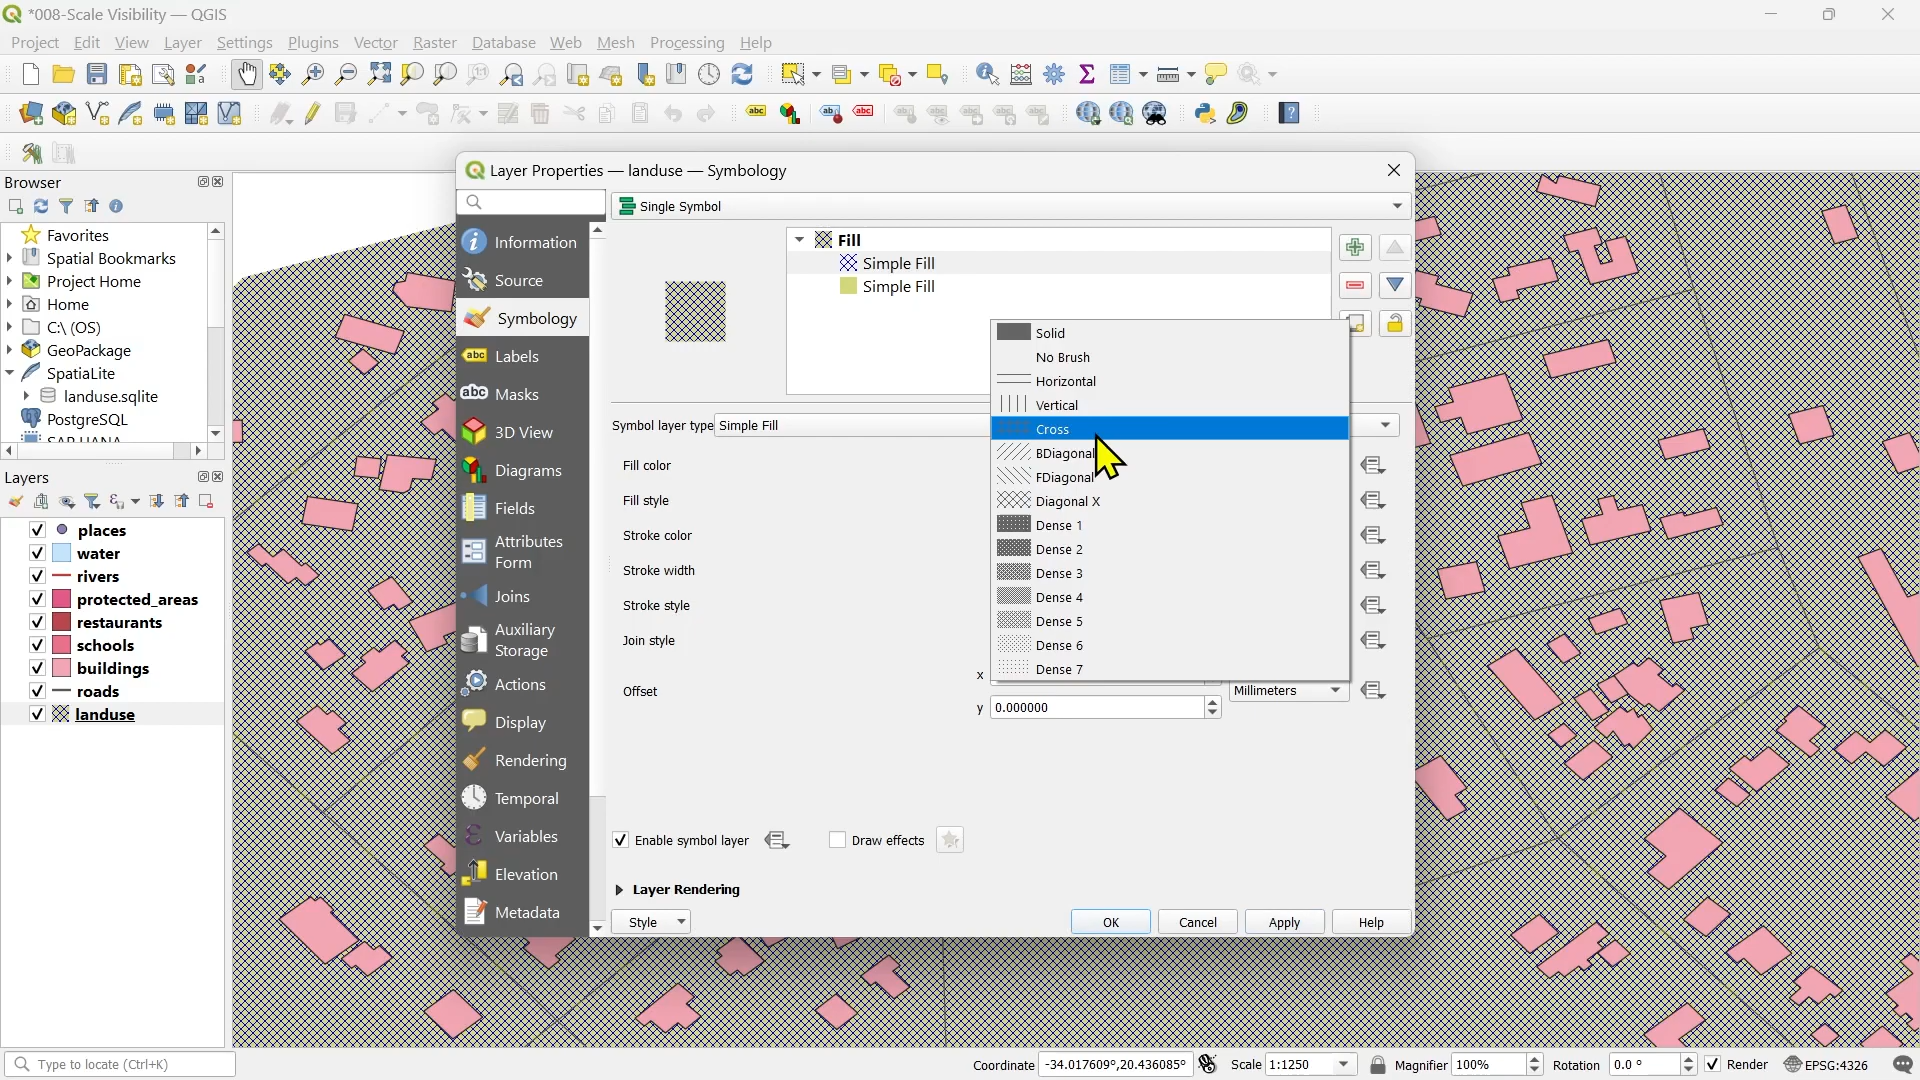 *008-Scale Visibility — QGIS
Project Edit View Layer Settings Plugins Vector Raster Database Web Mesh Processing Help
Browser
Favorites
Spatial Bookmarks
Project Home
Home
C:\ (OS)
GeoPackage
SpatiaLite
landuse.sqlite
PostgreSQL
SAP HANA
Layers
places
water
rivers
protected_areas
restaurants
schools
buildings
roads
landuse
Layer Properties — landuse — Symbology
Information
Source
Symbology
Labels
Masks
3D View
Diagrams
Fields
Attributes
Form
Joins
Auxiliary
Storage
Actions
Display
Rendering
Temporal
Variables
Elevation
Metadata
Single Symbol
Fill
Simple Fill
Simple Fill
Symbol layer type Simple Fill
Fill color
Fill style
Stroke color
Stroke width
Stroke style
Join style
Offset
x
y 0.000000
Millimeters
Solid
No Brush
Horizontal
Vertical
Cross
BDiagonal
FDiagonal
Diagonal X
Dense 1
Dense 2
Dense 3
Dense 4
Dense 5
Dense 6
Dense 7
Enable symbol layer
Draw effects
Layer Rendering
Style
OK
Cancel
Apply
Help
Type to locate (Ctrl+K)
Coordinate -34.017609°,20.436085° Scale 1:1250 Magnifier 100% Rotation 0.0 ° Render EPSG:4326